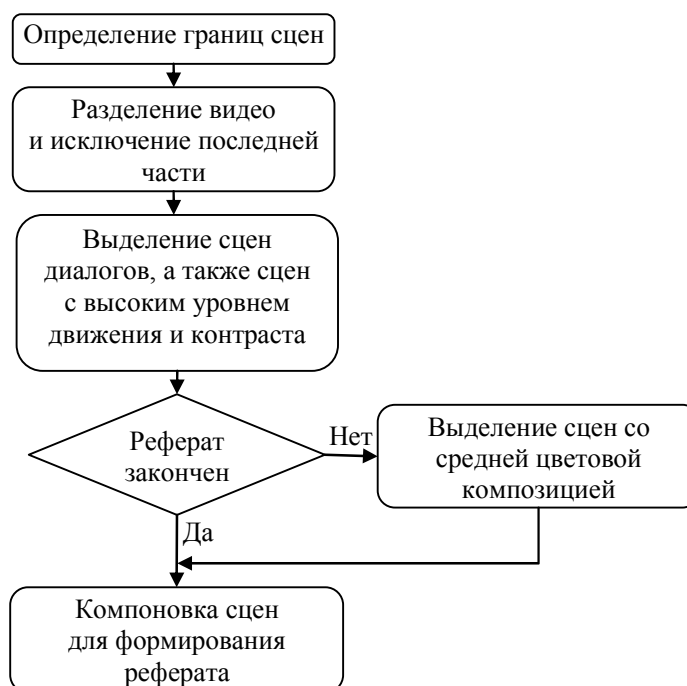 Определение границ сцен
Разделение видео
и исключение последней
части
Выделение сцен
диалогов, а также сцен
с высоким уровнем
движения и контраста
Реферат
закончен
Нет
Выделение сцен со
средней цветовой
композицией
Да
Компоновка сцен
для формирования
реферата